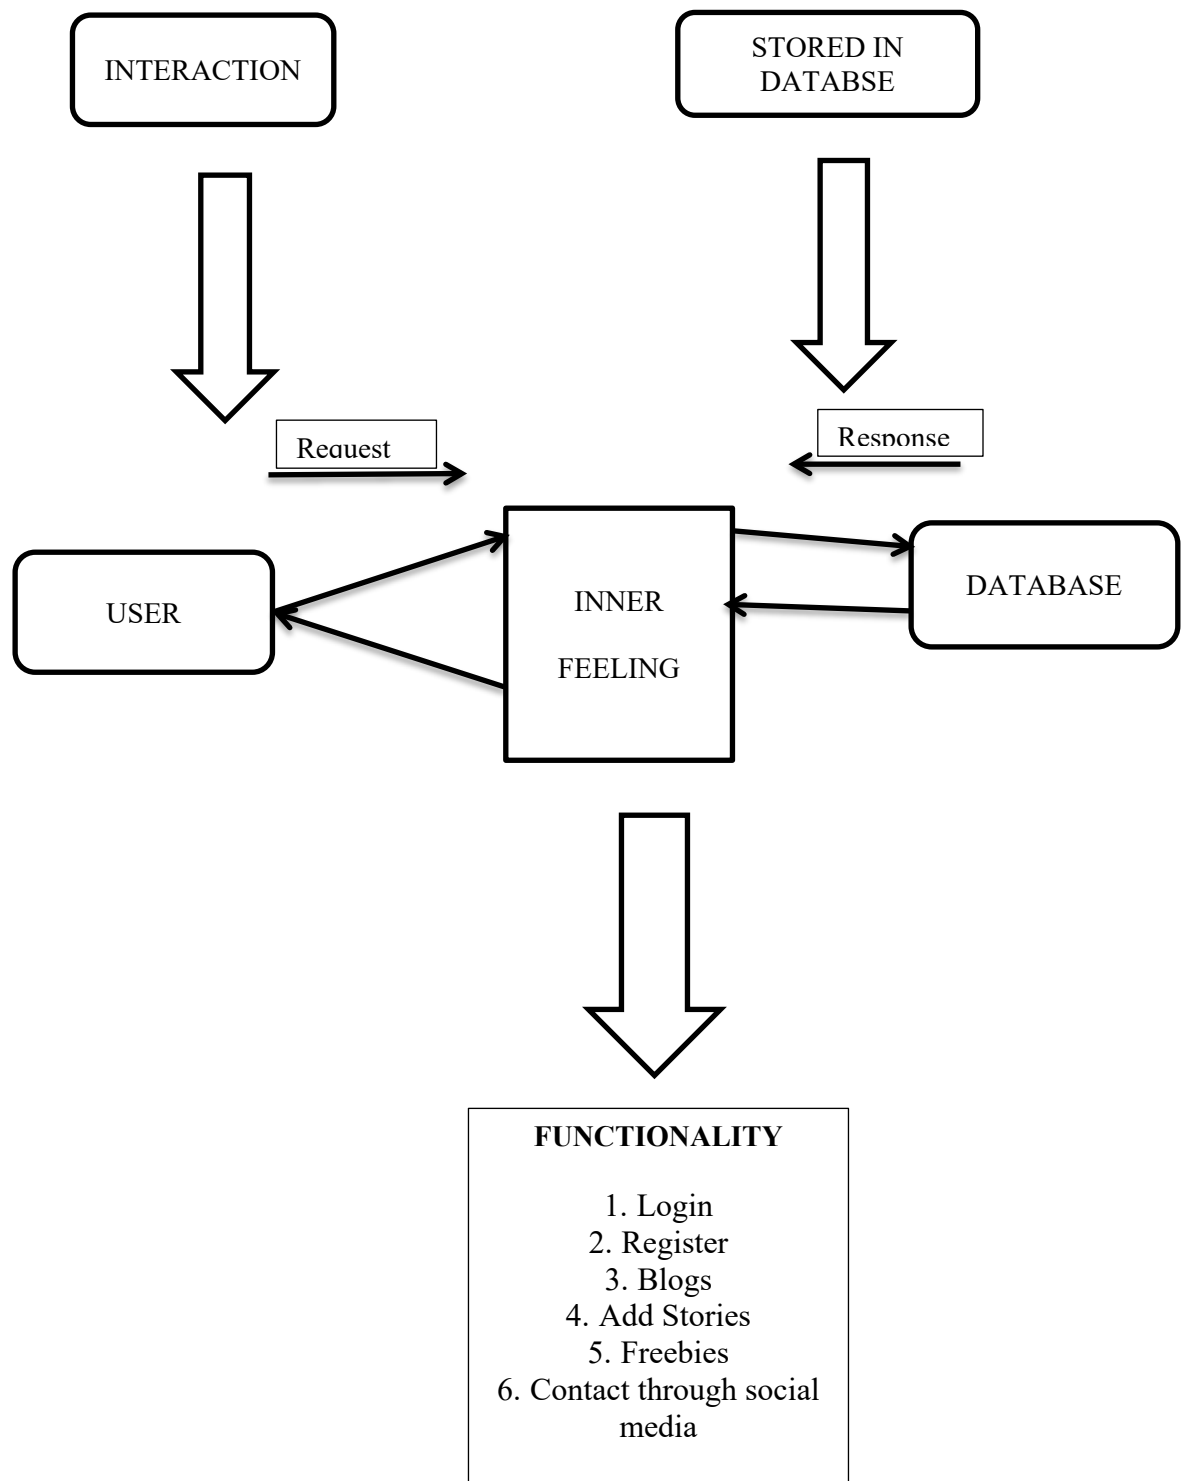 INTERACTION
STORED IN
DATABSE
Request
Response
USER
INNER
FEELING
DATABASE
FUNCTIONALITY
1. Login
2. Register
3. Blogs
4. Add Stories
5. Freebies
6. Contact through social
media